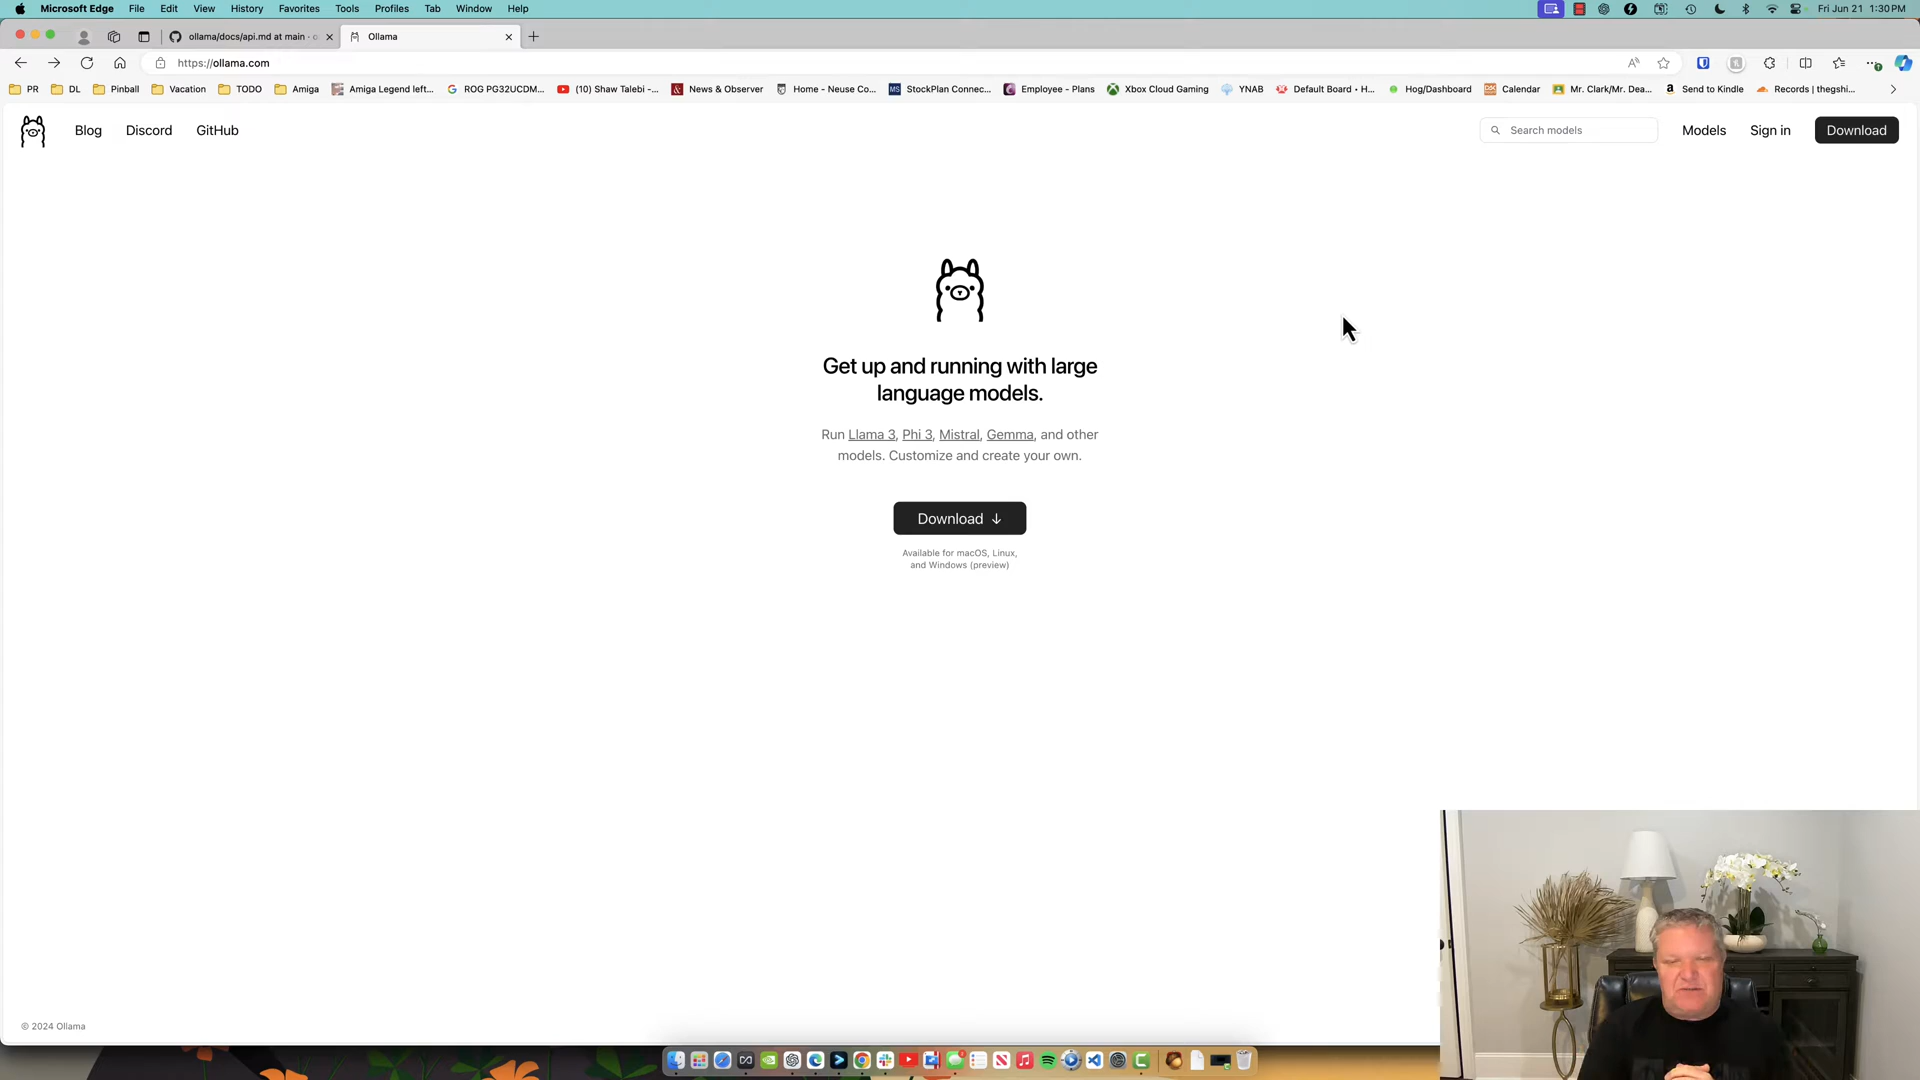 Microsoft Edge File Edit View History Favorites Tools Profiles Tab Window Help Fri Jun 21 1:30 PM
ollama/docs/api.md at main · o Ollama
https://ollama.com
PR DL Pinball Vacation TODO Amiga Amiga Legend left... ROG PG32UCDM... (10) Shaw Talebi -... News & Observer Home - Neuse Co... StockPlan Connec... Employee - Plans Xbox Cloud Gaming YNAB Default Board • H... Hog/Dashboard Calendar Mr. Clark/Mr. Dea... Send to Kindle Records | thegshi...
Blog Discord GitHub Search models Models Sign in Download
Get up and running with large
language models.
Run Llama 3, Phi 3, Mistral, Gemma, and other
models. Customize and create your own.
Download ↓
Available for macOS, Linux,
and Windows (preview)
© 2024 Ollama